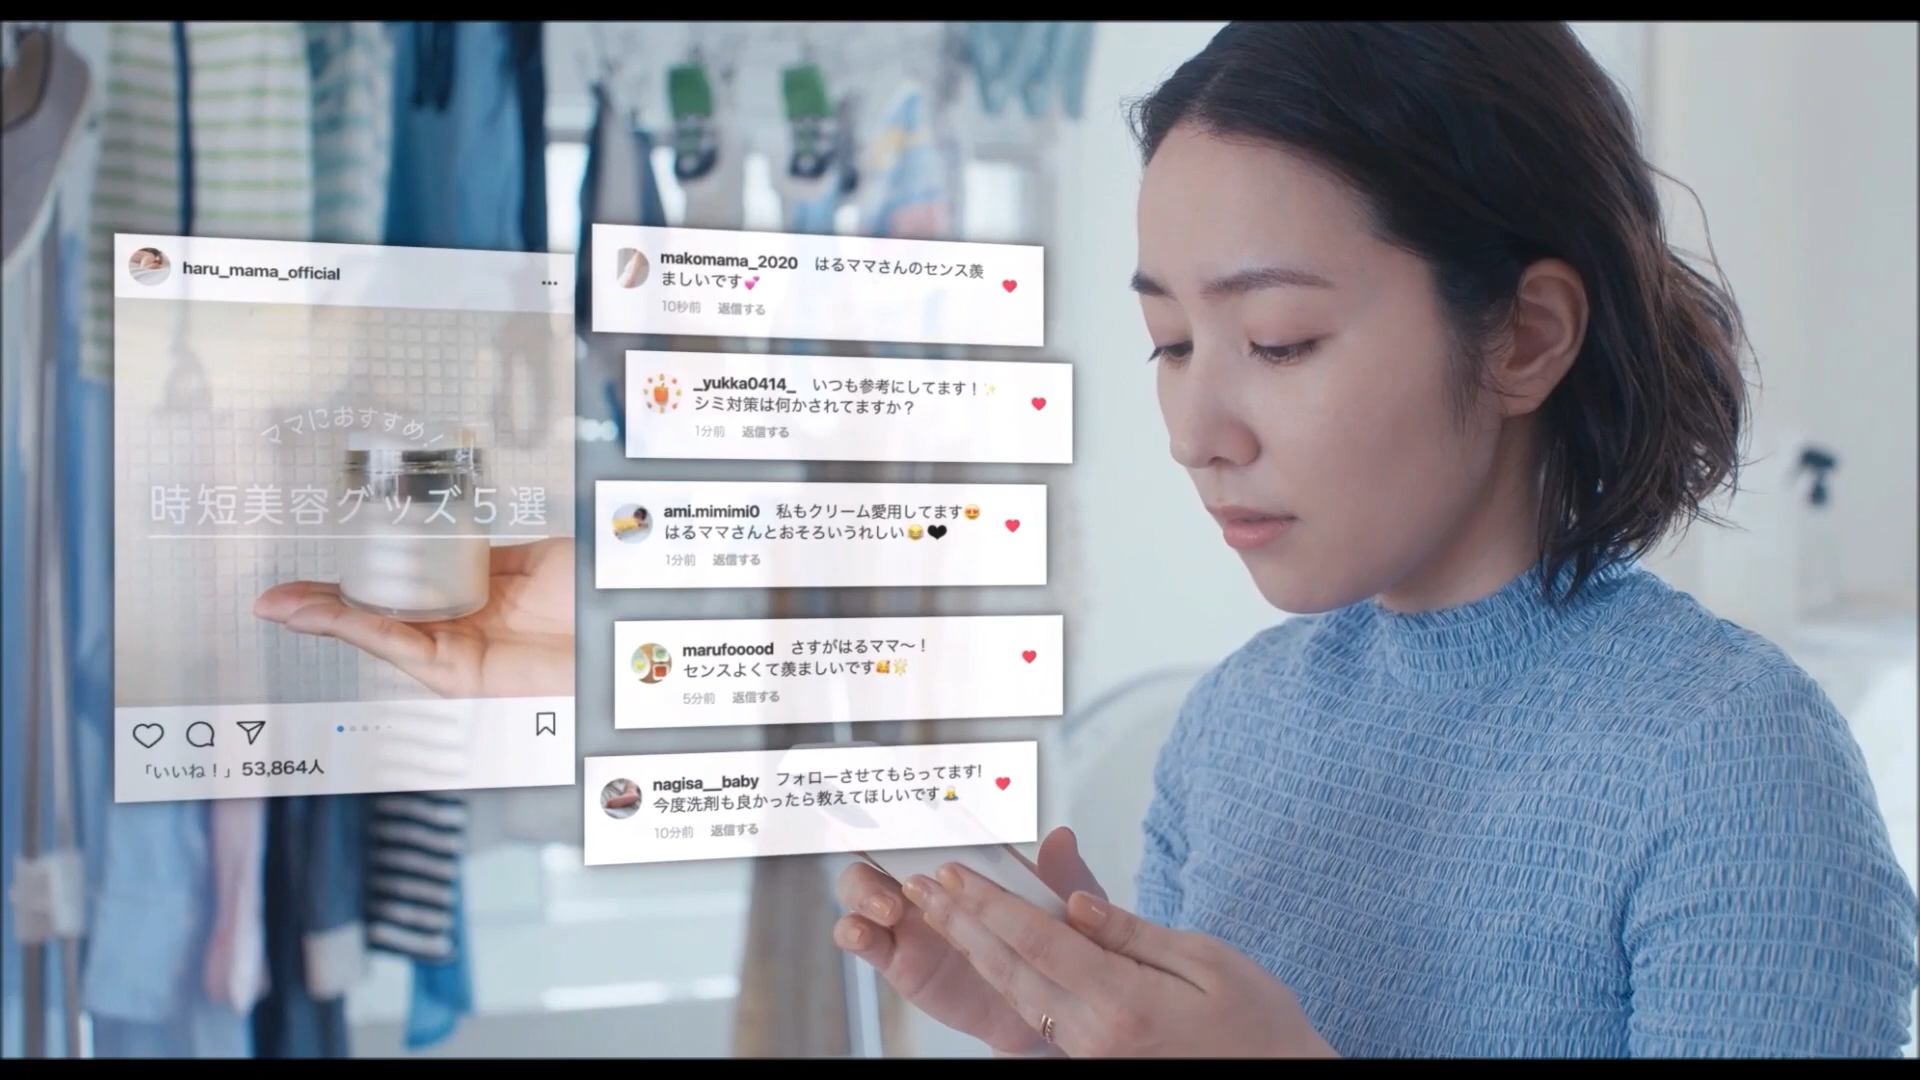 haru_mama_official
ママにおすすめ!
時短美容グッズ5選
「いいね！」53,864人
makomama_2020 はるママさんのセンス羨
ましいです💕
10秒前 返信する
_yukka0414_ いつも参考にしてます！✨
シミ対策は何かされてますか？
1分前 返信する
ami.mimimi0 私もクリーム愛用してます😍
はるママさんとおそろいうれしい😂🖤
1分前 返信する
marufooood さすがはるママ〜！
センスよくて羨ましいです🥰🌟
5分前 返信する
nagisa__baby フォローさせてもらってます!
今度洗剤も良かったら教えてほしいです🙇‍♀️
10分前 返信する